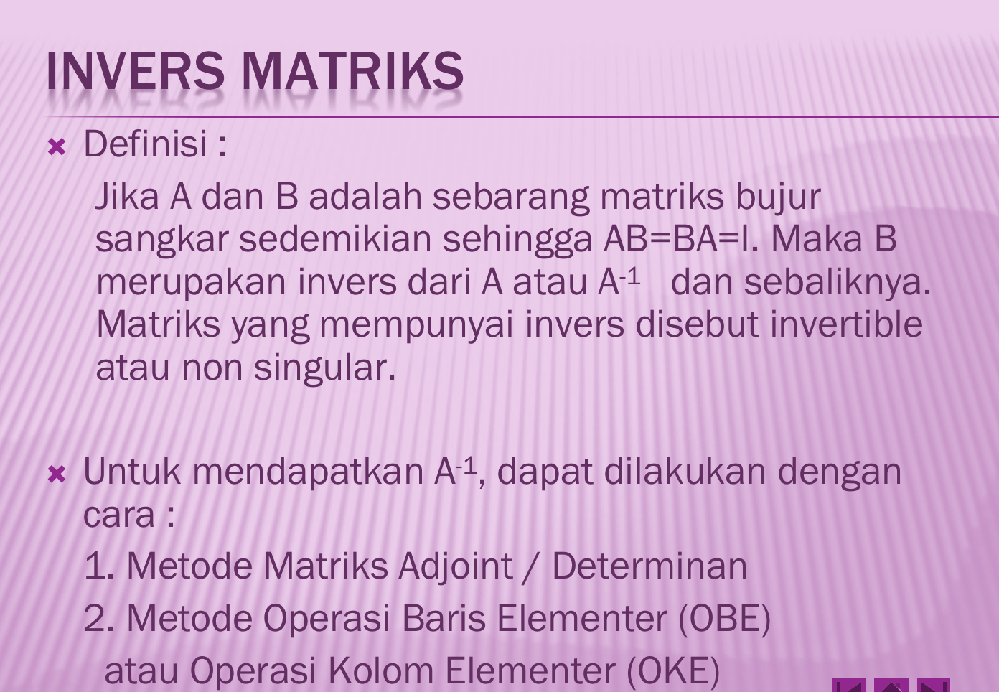 INVERS MATRIKS
Definisi :
Jika A dan B adalah sebarang matriks bujur
sangkar sedemikian sehingga AB=BA=I. Maka B
merupakan invers dari A atau A⁻¹ dan sebaliknya.
Matriks yang mempunyai invers disebut invertible
atau non singular.
Untuk mendapatkan A⁻¹, dapat dilakukan dengan
cara :
1. Metode Matriks Adjoint / Determinan
2. Metode Operasi Baris Elementer (OBE)
atau Operasi Kolom Elementer (OKE)